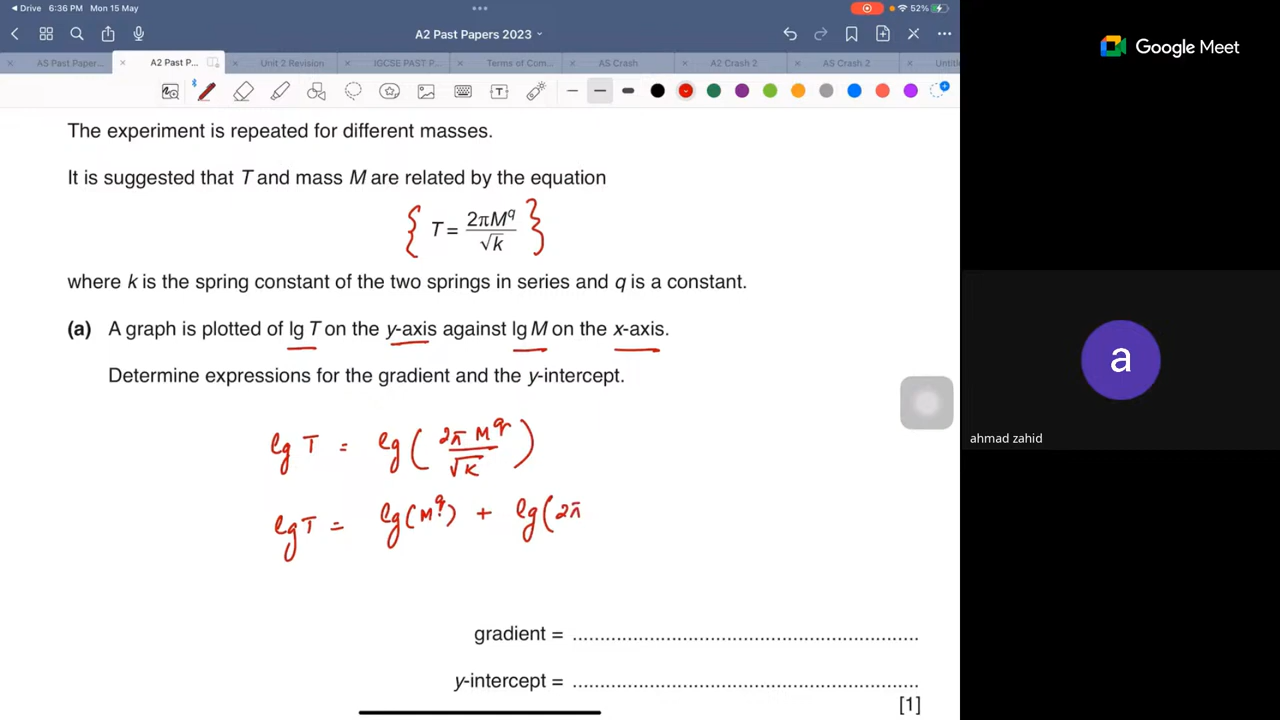 Drive 6:36 PM Mon 15 May
52%
A2 Past Papers 2023
AS Past Paper...
A2 Past P...
Unit 2 Revision
IGCSE PAST P...
Terms of Com...
AS Crash
A2 Crash 2
AS Crash 2
Untitl
The experiment is repeated for different masses.
It is suggested that T and mass M are related by the equation
{ T = 2πM^q / √k }
where k is the spring constant of the two springs in series and q is a constant.
(a) A graph is plotted of lg T on the y-axis against lg M on the x-axis.
Determine expressions for the gradient and the y-intercept.
lg T = lg ( 2π M^q / √k )
lg T = lg (M^q) + lg ( 2π
gradient = ......................................................
y-intercept = ......................................................
[1]
Google Meet
a
ahmad zahid